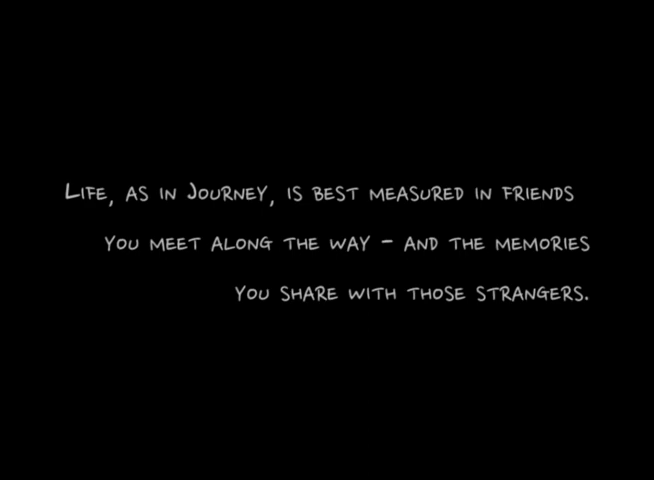 Life, as in Journey, is best measured in friends
you meet along the way – and the memories
you share with those strangers.